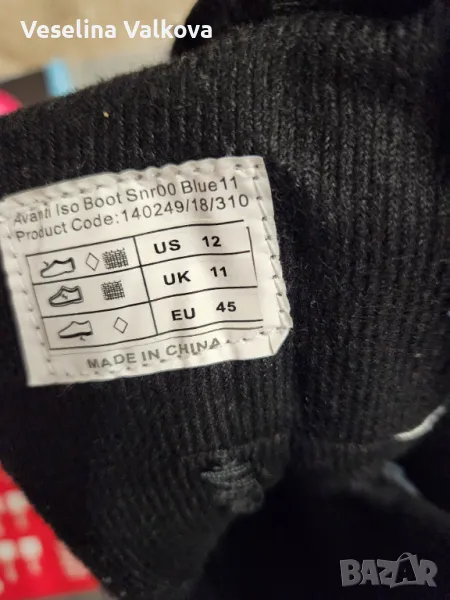 Veselina Valkova
Avanti Iso Boot Snr00 Blue11
Product Code:140249/18/310
US 12
UK 11
EU 45
MADE IN CHINA
BAZAR